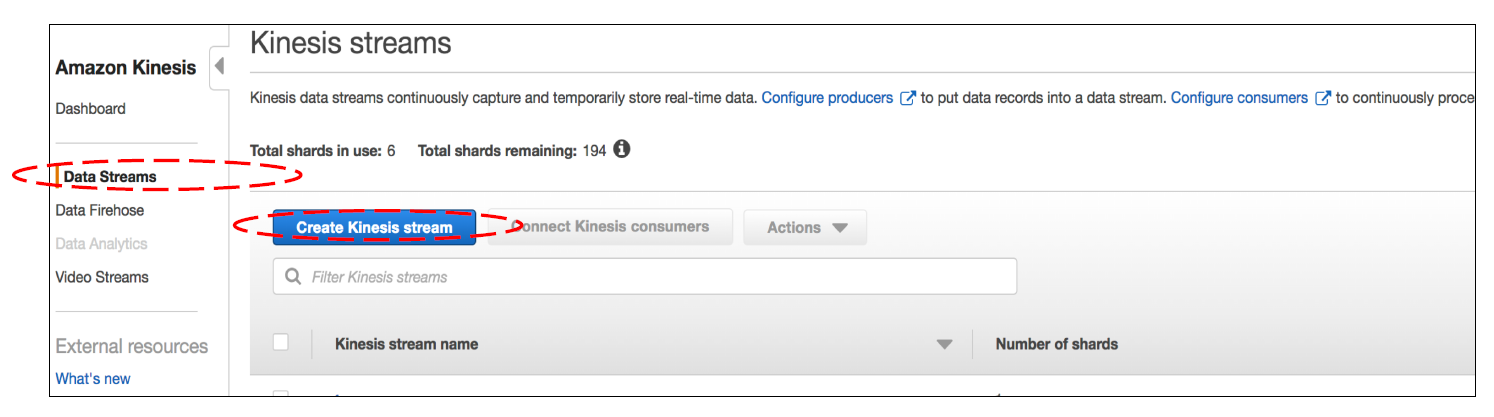 Kinesis streams
Amazon Kinesis
Dashboard
Kinesis data streams continuously capture and temporarily store real-time data. Configure producers to put data records into a data stream. Configure consumers to continuously proce
Total shards in use: 6 Total shards remaining: 194
Data Streams
Data Firehose
Data Analytics
Video Streams
Create Kinesis stream
Connect Kinesis consumers
Actions
Filter Kinesis streams
Kinesis stream name
Number of shards
External resources
What's new